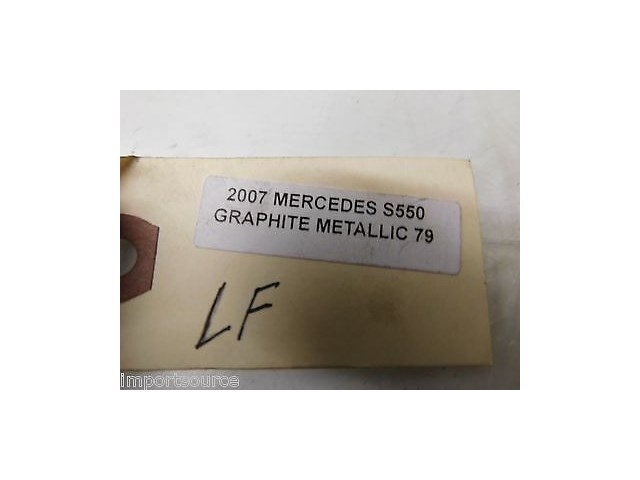 2007 MERCEDES S550
GRAPHITE METALLIC 79
LF
importsource